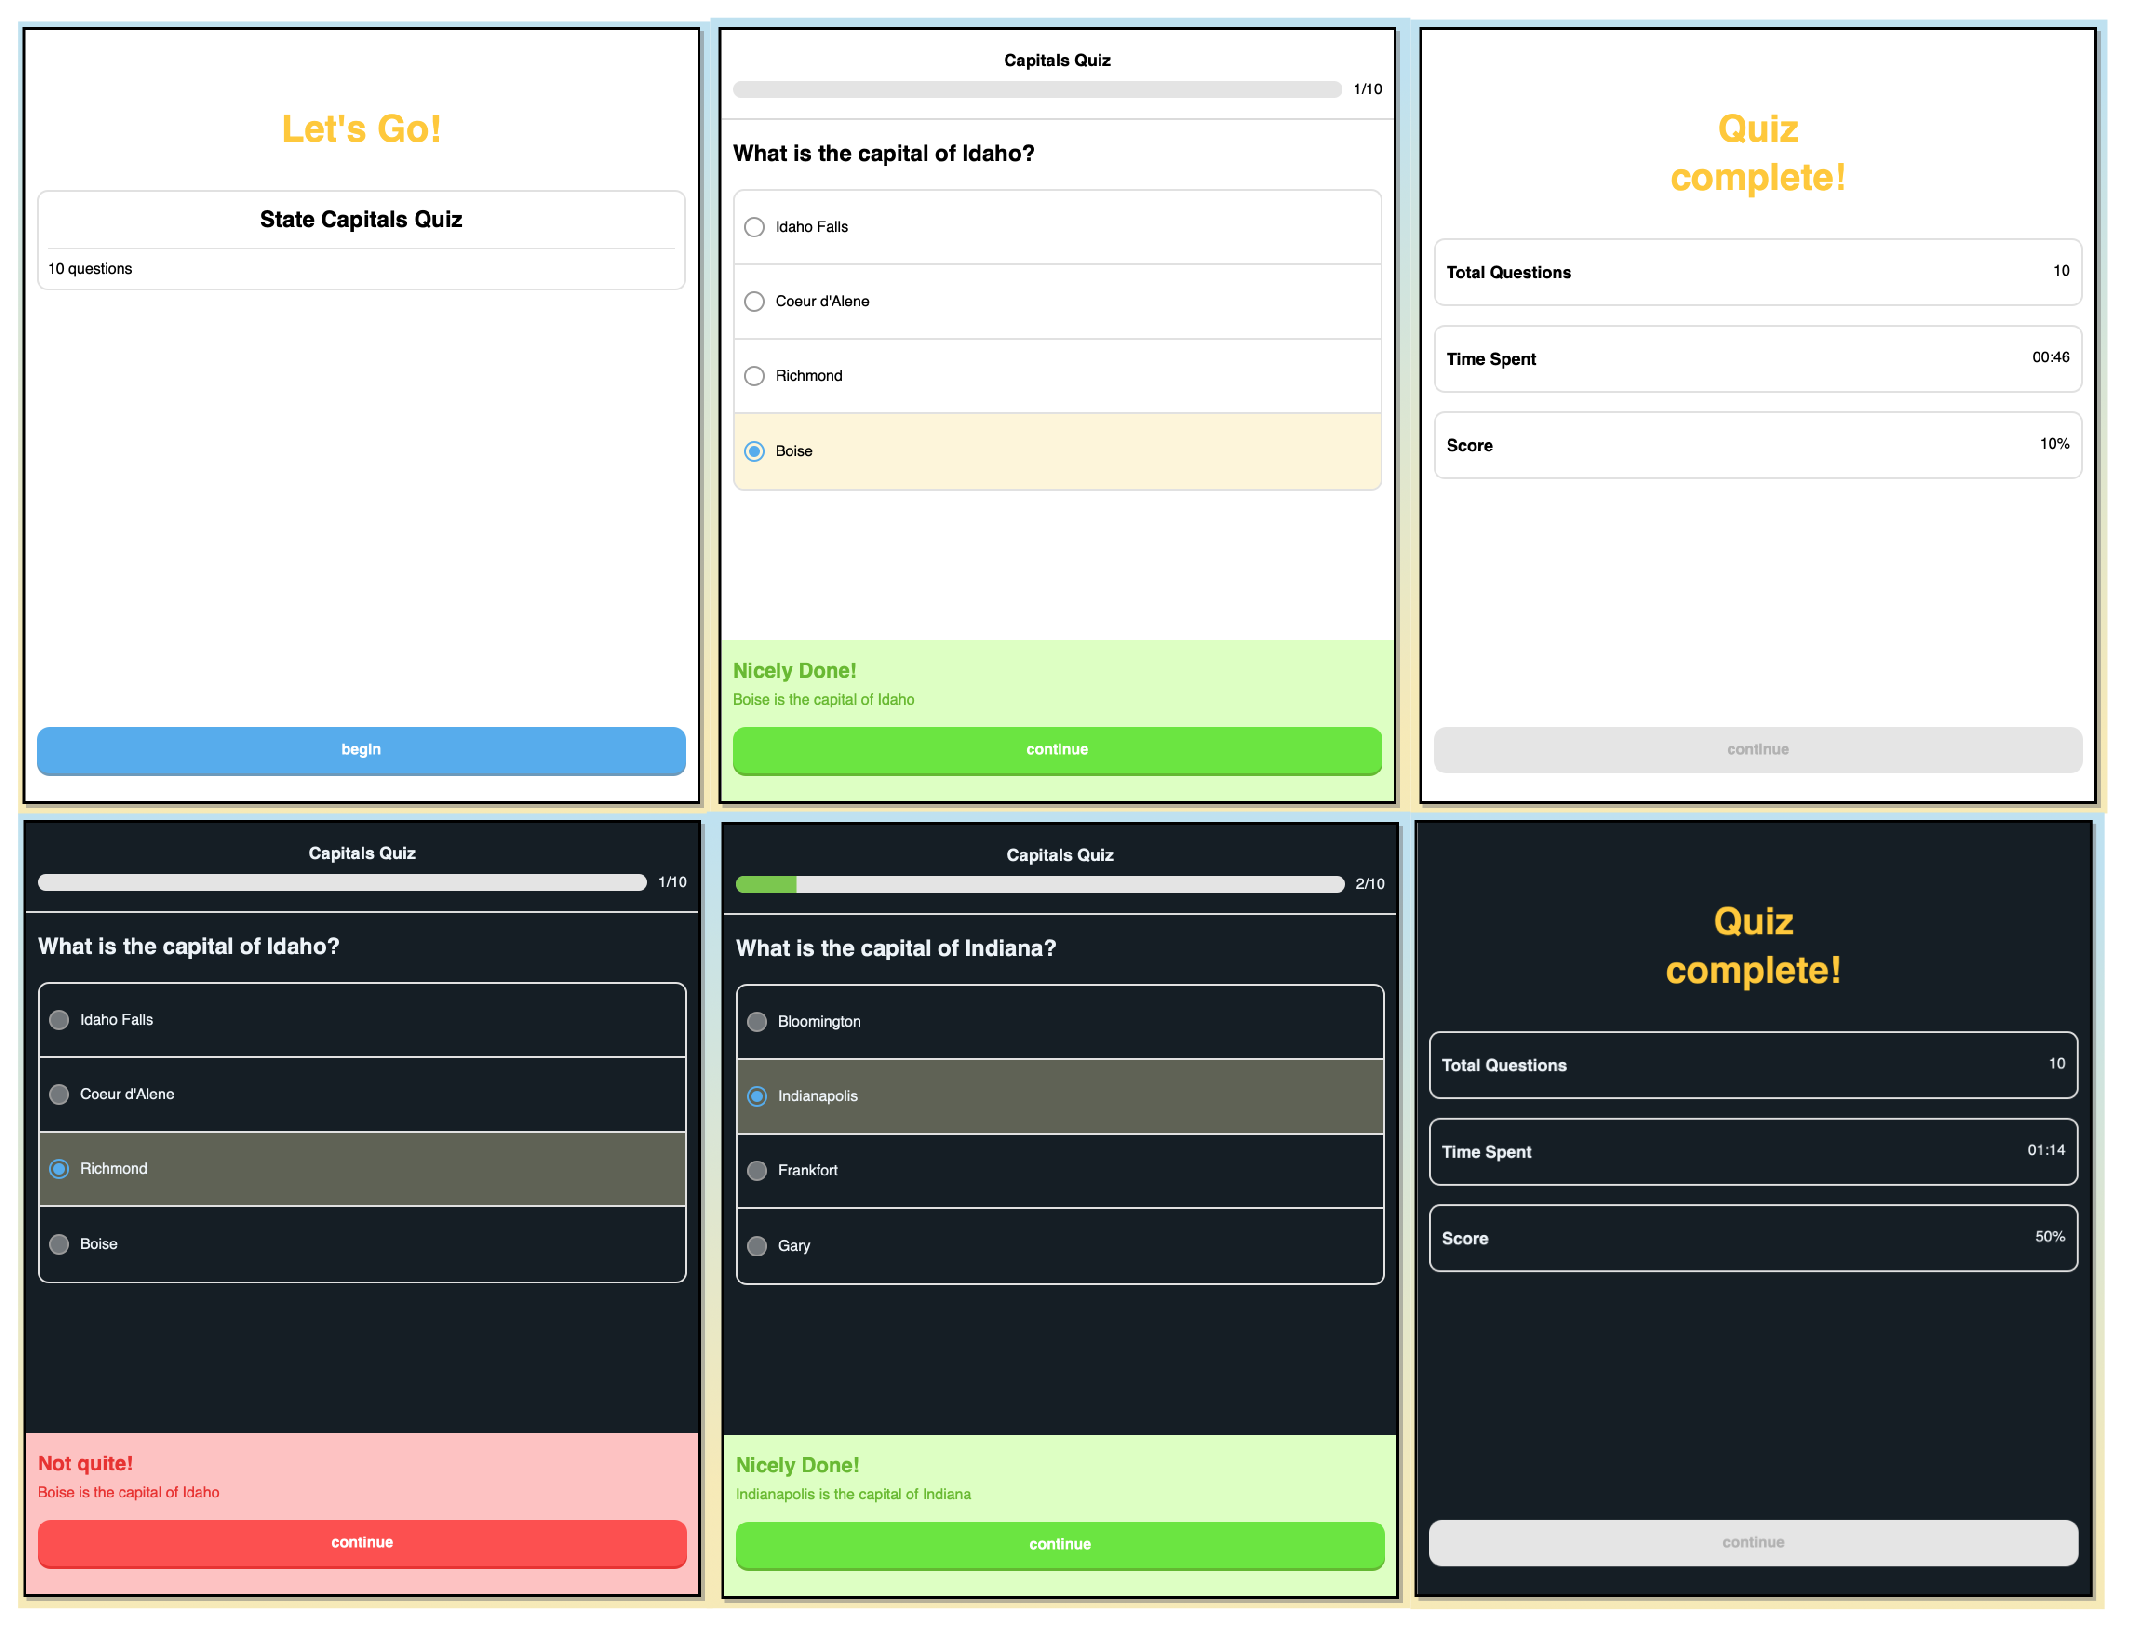 Let's Go!
State Capitals Quiz
10 questions
begin
Capitals Quiz
1/10
What is the capital of Idaho?
Idaho Falls
Coeur d'Alene
Richmond
Boise
Nicely Done!
Boise is the capital of Idaho
continue
Quiz
complete!
Total Questions 10
Time Spent 00:46
Score 10%
continue
Capitals Quiz
1/10
What is the capital of Idaho?
Idaho Falls
Coeur d'Alene
Richmond
Boise
Not quite!
Boise is the capital of Idaho
continue
Capitals Quiz
2/10
What is the capital of Indiana?
Bloomington
Indianapolis
Frankfort
Gary
Nicely Done!
Indianapolis is the capital of Indiana
continue
Quiz
complete!
Total Questions 10
Time Spent 01:14
Score 50%
continue